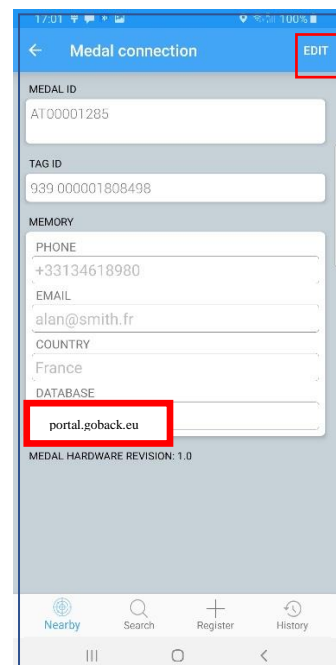 17:01 100%
Medal connection EDIT
MEDAL ID
AT00001285
TAG ID
939 000001808498
MEMORY
PHONE
+33134618980
EMAIL
alan@smith.fr
COUNTRY
France
DATABASE
portal.goback.eu
MEDAL HARDWARE REVISION: 1.0
Nearby Search Register History